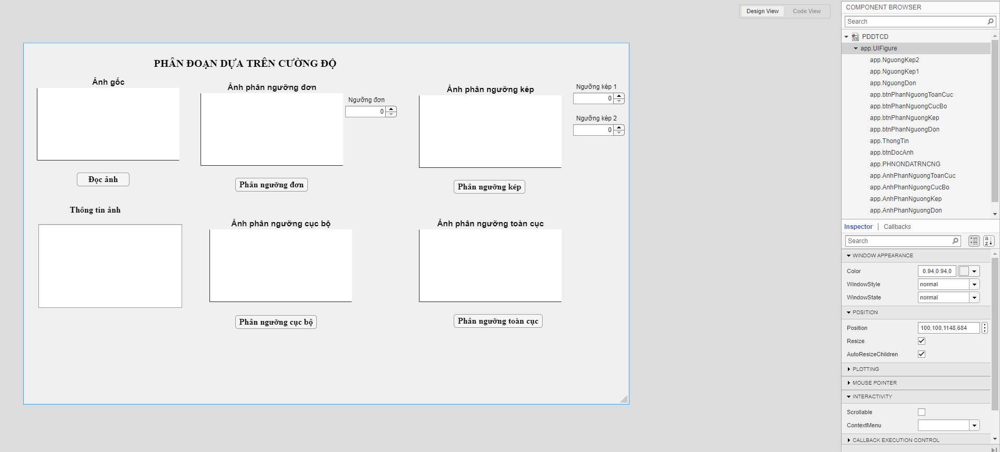 Design View
Code View
PHÂN ĐOẠN DỰA TRÊN CƯỜNG ĐỘ
Ảnh gốc
Ảnh phân ngưỡng đơn
Ngưỡng đơn
0
Ảnh phân ngưỡng kép
Ngưỡng kép 1
0
Ngưỡng kép 2
0
Đọc ảnh
Phân ngưỡng đơn
Phân ngưỡng kép
Thông tin ảnh
Ảnh phân ngưỡng cục bộ
Ảnh phân ngưỡng toàn cục
Phân ngưỡng cục bộ
Phân ngưỡng toàn cục
COMPONENT BROWSER
Search
PDDTCD
app.UIFigure
app.NguongKep2
app.NguongKep1
app.NguongDon
app.btnPhanNguongToanCuc
app.btnPhanNguongCucBo
app.btnPhanNguongKep
app.btnPhanNguongDon
app.ThongTin
app.btnDocAnh
app.PHNONDATRNCNG
app.AnhPhanNguongToanCuc
app.AnhPhanNguongCucBo
app.AnhPhanNguongKep
app.AnhPhanNguongDon
Inspector | Callbacks
Search
a z
WINDOW APPEARANCE
Color 0.94,0.94,0
WindowStyle normal
WindowState normal
POSITION
Position 100,100,1148,684
Resize
AutoResizeChildren
PLOTTING
MOUSE POINTER
INTERACTIVITY
Scrollable
ContextMenu
CALLBACK EXECUTION CONTROL